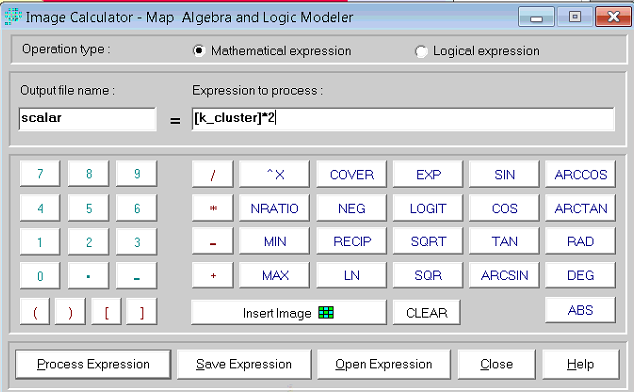 Image Calculator - Map Algebra and Logic Modeler
Operation type : Mathematical expression Logical expression
Output file name : Expression to process :
scalar = [k_cluster]*2
7 8 9 / ^X COVER EXP SIN ARCCOS
4 5 6 * NRATIO NEG LOGIT COS ARCTAN
1 2 3 - MIN RECIP SQRT TAN RAD
0 . - + MAX LN SQR ARCSIN DEG
( ) [ ] Insert Image CLEAR ABS
Process Expression Save Expression Open Expression Close Help